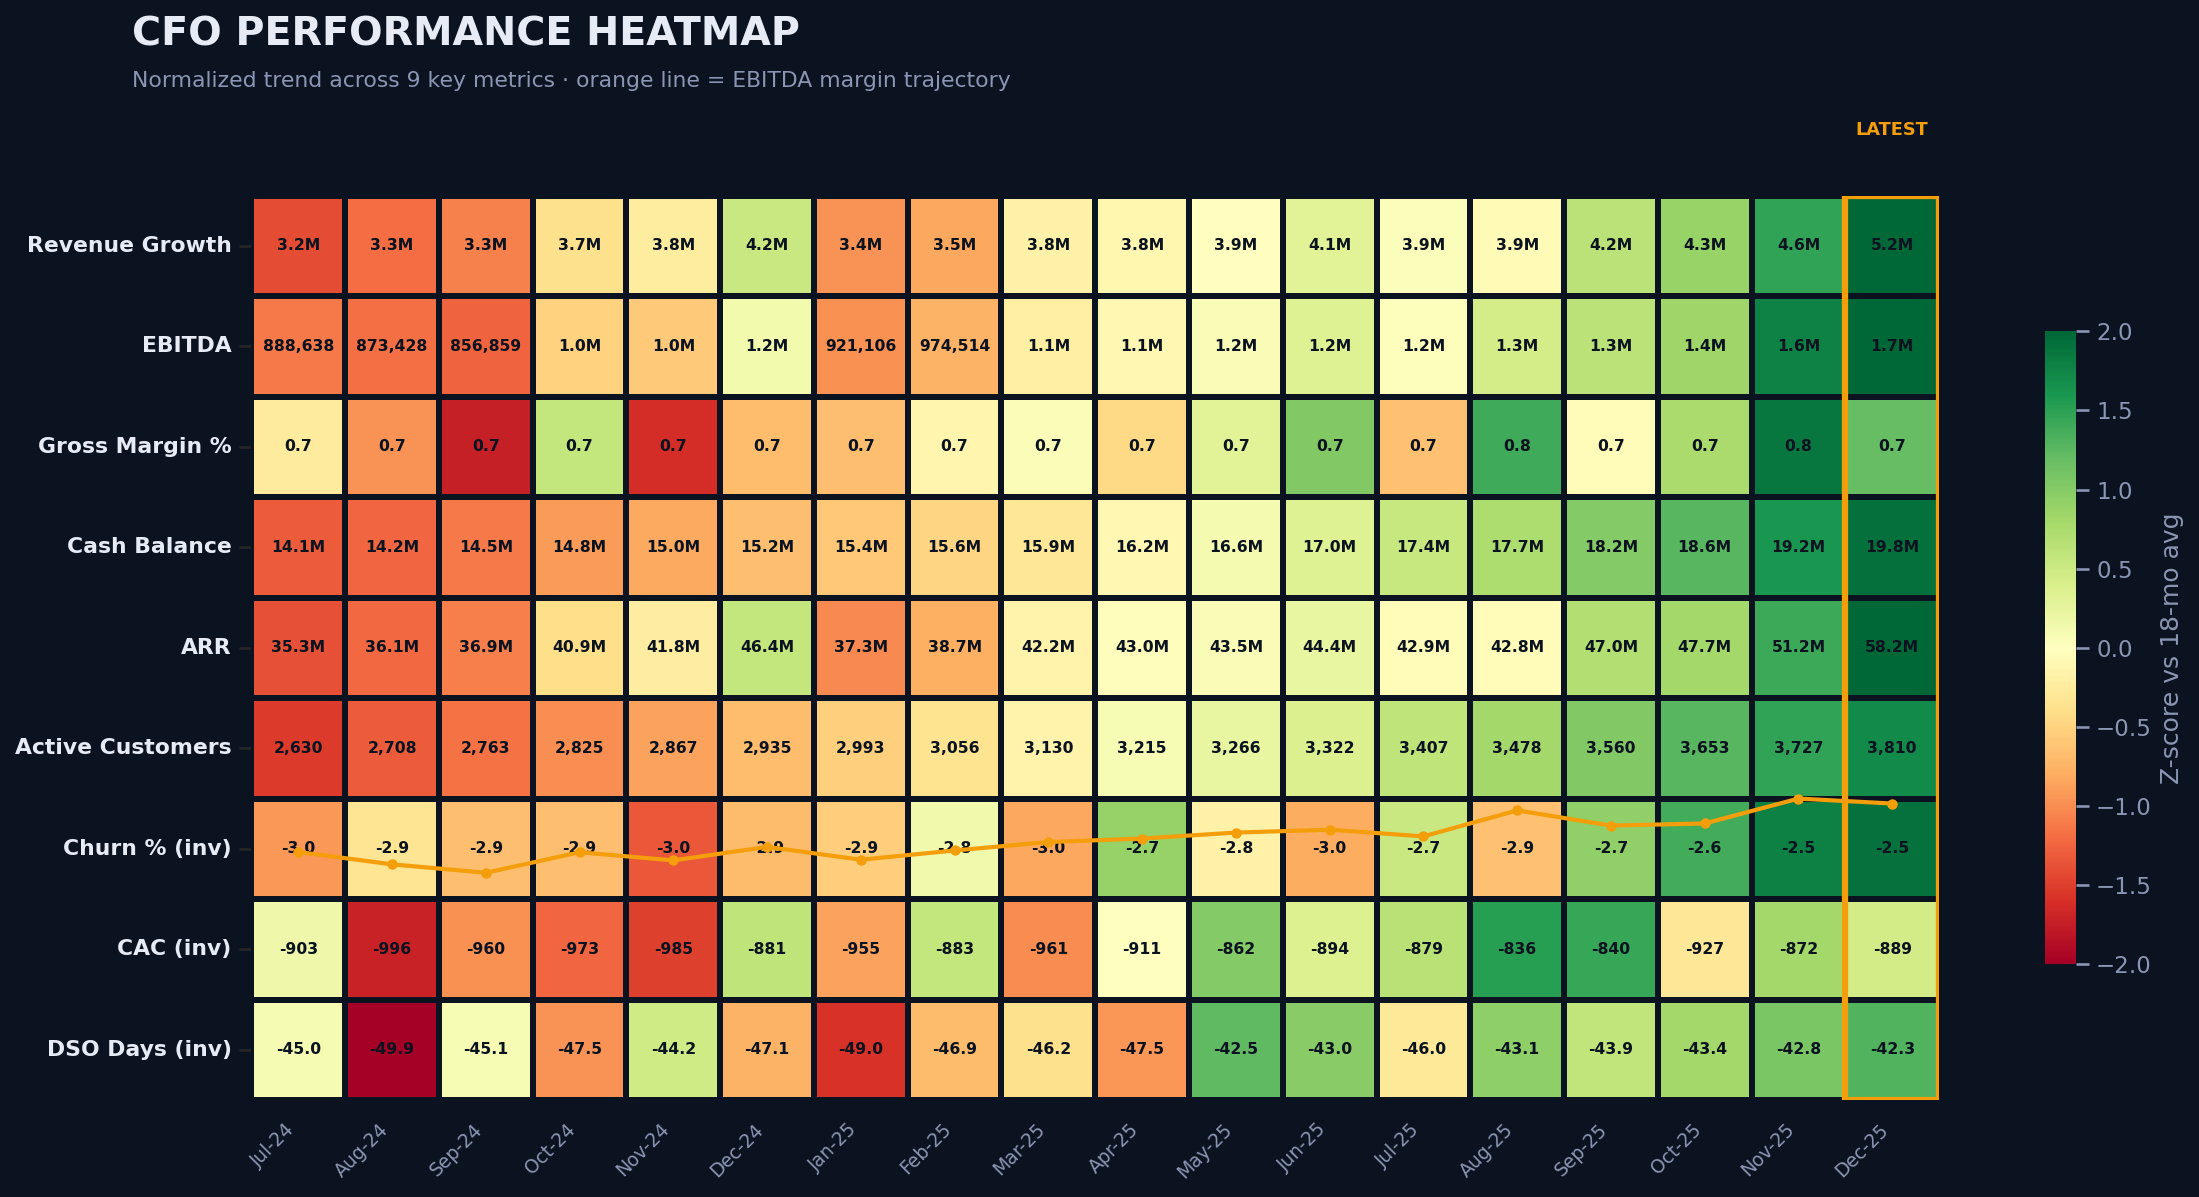 CFO PERFORMANCE HEATMAP
Normalized trend across 9 key metrics · orange line = EBITDA margin trajectory
LATEST
Revenue Growth 3.2M 3.3M 3.3M 3.7M 3.8M 4.2M 3.4M 3.5M 3.8M 3.8M 3.9M 4.1M 3.9M 3.9M 4.2M 4.3M 4.6M 5.2M
EBITDA 888,638 873,428 856,859 1.0M 1.0M 1.2M 921,106 974,514 1.1M 1.1M 1.2M 1.2M 1.2M 1.3M 1.3M 1.4M 1.6M 1.7M
Gross Margin % 0.7 0.7 0.7 0.7 0.7 0.7 0.7 0.7 0.7 0.7 0.7 0.7 0.7 0.8 0.7 0.7 0.8 0.7
Cash Balance 14.1M 14.2M 14.5M 14.8M 15.0M 15.2M 15.4M 15.6M 15.9M 16.2M 16.6M 17.0M 17.4M 17.7M 18.2M 18.6M 19.2M 19.8M
ARR 35.3M 36.1M 36.9M 40.9M 41.8M 46.4M 37.3M 38.7M 42.2M 43.0M 43.5M 44.4M 42.9M 42.8M 47.0M 47.7M 51.2M 58.2M
Active Customers 2,630 2,708 2,763 2,825 2,867 2,935 2,993 3,056 3,130 3,215 3,266 3,322 3,407 3,478 3,560 3,653 3,727 3,810
Churn % (inv) -3.0 -2.9 -2.9 -2.9 -3.0 -2.9 -2.9 -2.8 -3.0 -2.7 -2.8 -3.0 -2.7 -2.9 -2.7 -2.6 -2.5 -2.5
CAC (inv) -903 -996 -960 -973 -985 -881 -955 -883 -961 -911 -862 -894 -879 -836 -840 -927 -872 -889
DSO Days (inv) -45.0 -49.9 -45.1 -47.5 -44.2 -47.1 -49.0 -46.9 -46.2 -47.5 -42.5 -43.0 -46.0 -43.1 -43.9 -43.4 -42.8 -42.3
Jul-24 Aug-24 Sep-24 Oct-24 Nov-24 Dec-24 Jan-25 Feb-25 Mar-25 Apr-25 May-25 Jun-25 Jul-25 Aug-25 Sep-25 Oct-25 Nov-25 Dec-25
2.0
1.5
1.0
0.5
0.0
−0.5
−1.0
−1.5
−2.0
Z-score vs 18-mo avg